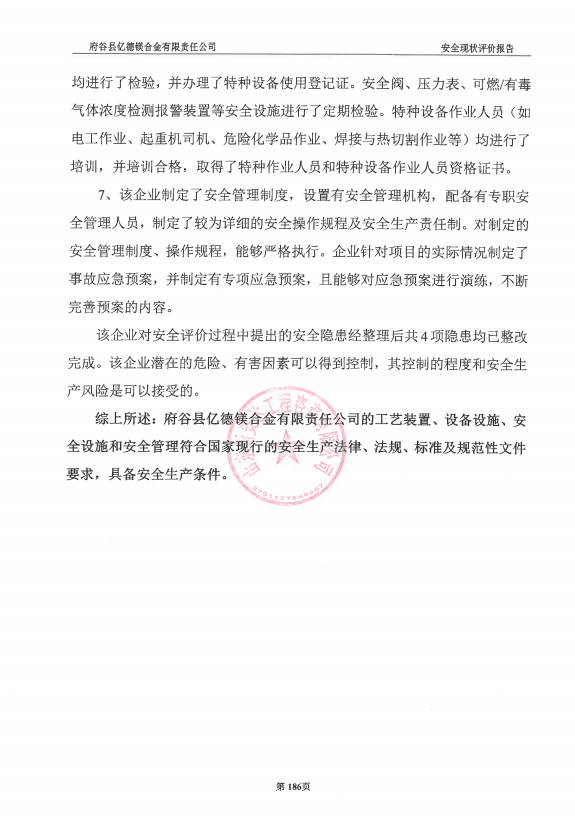 府谷县亿德镁合金有限责任公司 安全现状评价报告
均进行了检验，并办理了特种设备使用登记证。安全阀、压力表、可燃/有毒
气体浓度检测报警装置等安全设施进行了定期检验。特种设备作业人员（如
电工作业、起重机司机、危险化学品作业、焊接与热切割作业等）均进行了
培训，并培训合格，取得了特种作业人员和特种设备作业人员资格证书。
7、该企业制定了安全管理制度，设置有安全管理机构，配备有专职安
全管理人员，制定了较为详细的安全操作规程及安全生产责任制。对制定的
安全管理制度、操作规程，能够严格执行。企业针对项目的实际情况制定了
事故应急预案，并制定有专项应急预案，且能够对应急预案进行演练，不断
完善预案的内容。
该企业对安全评价过程中提出的安全隐患经整理后共 4 项隐患均已整改
完成。该企业潜在的危险、有害因素可以得到控制，其控制的程度和安全生
产风险是可以接受的。
综上所述：府谷县亿德镁合金有限责任公司的工艺装置、设备设施、安
全设施和安全管理符合国家现行的安全生产法律、法规、标准及规范性文件
要求，具备安全生产条件。
第 186页